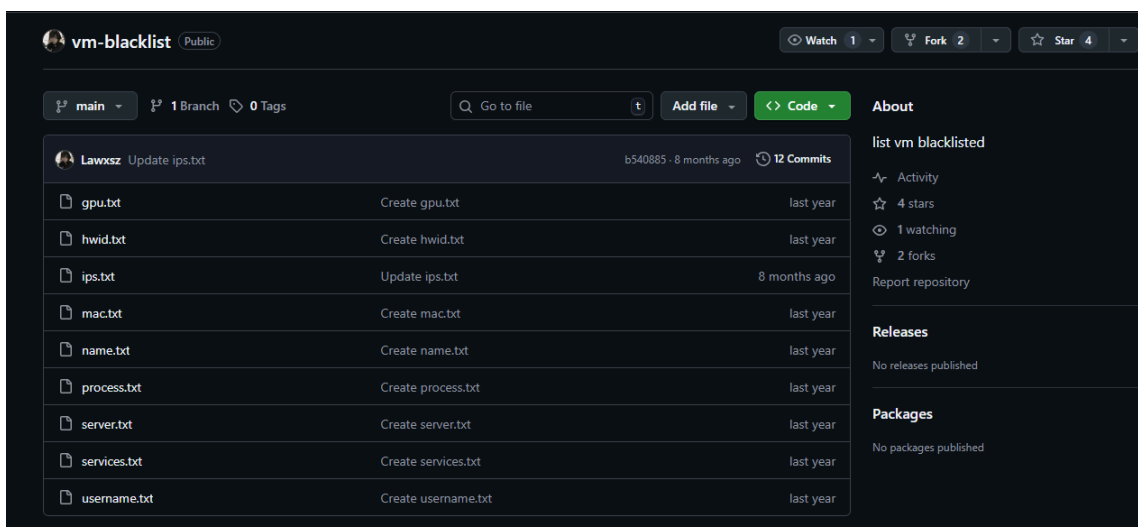 vm-blacklist Public
Watch 1 Fork 2 Star 4
main 1 Branch 0 Tags Go to file t Add file Code
Lawxsz Update ips.txt b540885 · 8 months ago 12 Commits
gpu.txt Create gpu.txt last year
hwid.txt Create hwid.txt last year
ips.txt Update ips.txt 8 months ago
mac.txt Create mac.txt last year
name.txt Create name.txt last year
process.txt Create process.txt last year
server.txt Create server.txt last year
services.txt Create services.txt last year
username.txt Create username.txt last year
About
list vm blacklisted
Activity
4 stars
1 watching
2 forks
Report repository
Releases
No releases published
Packages
No packages published